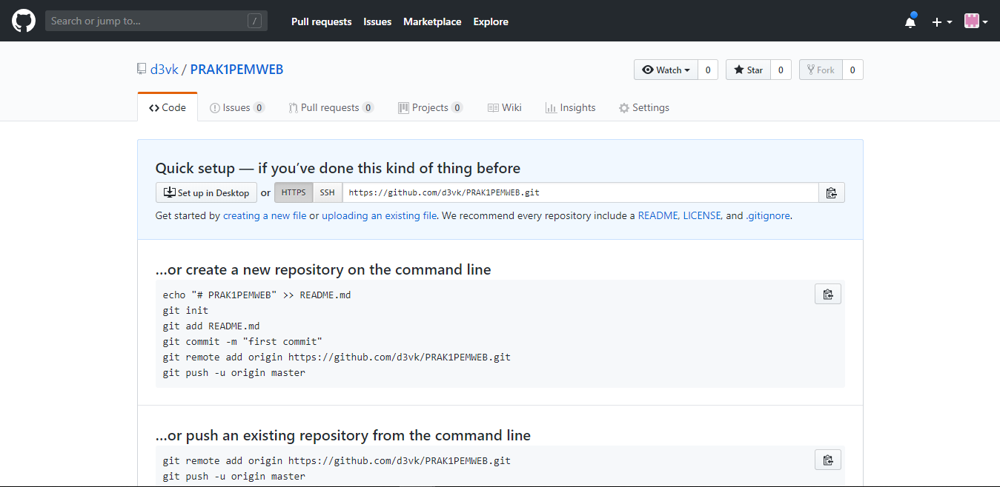 Search or jump to... / Pull requests Issues Marketplace Explore
d3vk / PRAK1PEMWEB Watch 0 Star 0 Fork 0
Code Issues 0 Pull requests 0 Projects 0 Wiki Insights Settings
Quick setup — if you’ve done this kind of thing before
Set up in Desktop or HTTPS SSH https://github.com/d3vk/PRAK1PEMWEB.git
Get started by creating a new file or uploading an existing file. We recommend every repository include a README, LICENSE, and .gitignore.
…or create a new repository on the command line
echo "# PRAK1PEMWEB" >> README.md
git init
git add README.md
git commit -m "first commit"
git remote add origin https://github.com/d3vk/PRAK1PEMWEB.git
git push -u origin master
…or push an existing repository from the command line
git remote add origin https://github.com/d3vk/PRAK1PEMWEB.git
git push -u origin master